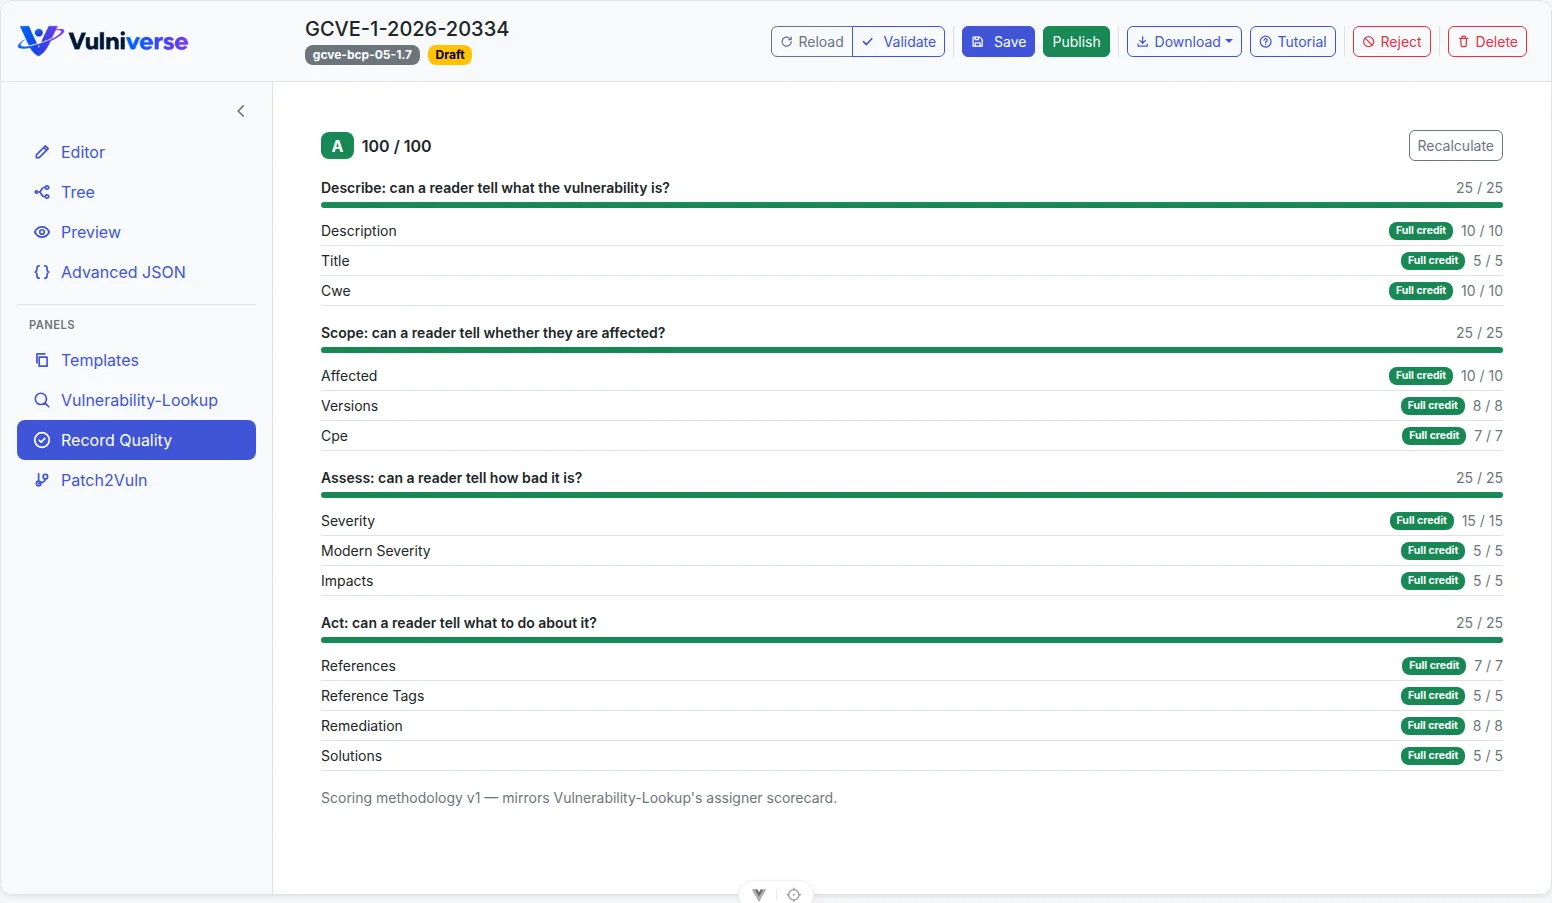 Vulniverse
GCVE-1-2026-20334
gcve-bcp-05-1.7 Draft
Reload Validate Save Publish Download Tutorial Reject Delete
Editor
Tree
Preview
Advanced JSON
PANELS
Templates
Vulnerability-Lookup
Record Quality
Patch2Vuln
A 100 / 100 Recalculate
Describe: can a reader tell what the vulnerability is? 25 / 25
Description Full credit 10 / 10
Title Full credit 5 / 5
Cwe Full credit 10 / 10
Scope: can a reader tell whether they are affected? 25 / 25
Affected Full credit 10 / 10
Versions Full credit 8 / 8
Cpe Full credit 7 / 7
Assess: can a reader tell how bad it is? 25 / 25
Severity Full credit 15 / 15
Modern Severity Full credit 5 / 5
Impacts Full credit 5 / 5
Act: can a reader tell what to do about it? 25 / 25
References Full credit 7 / 7
Reference Tags Full credit 5 / 5
Remediation Full credit 8 / 8
Solutions Full credit 5 / 5
Scoring methodology v1 — mirrors Vulnerability-Lookup's assigner scorecard.